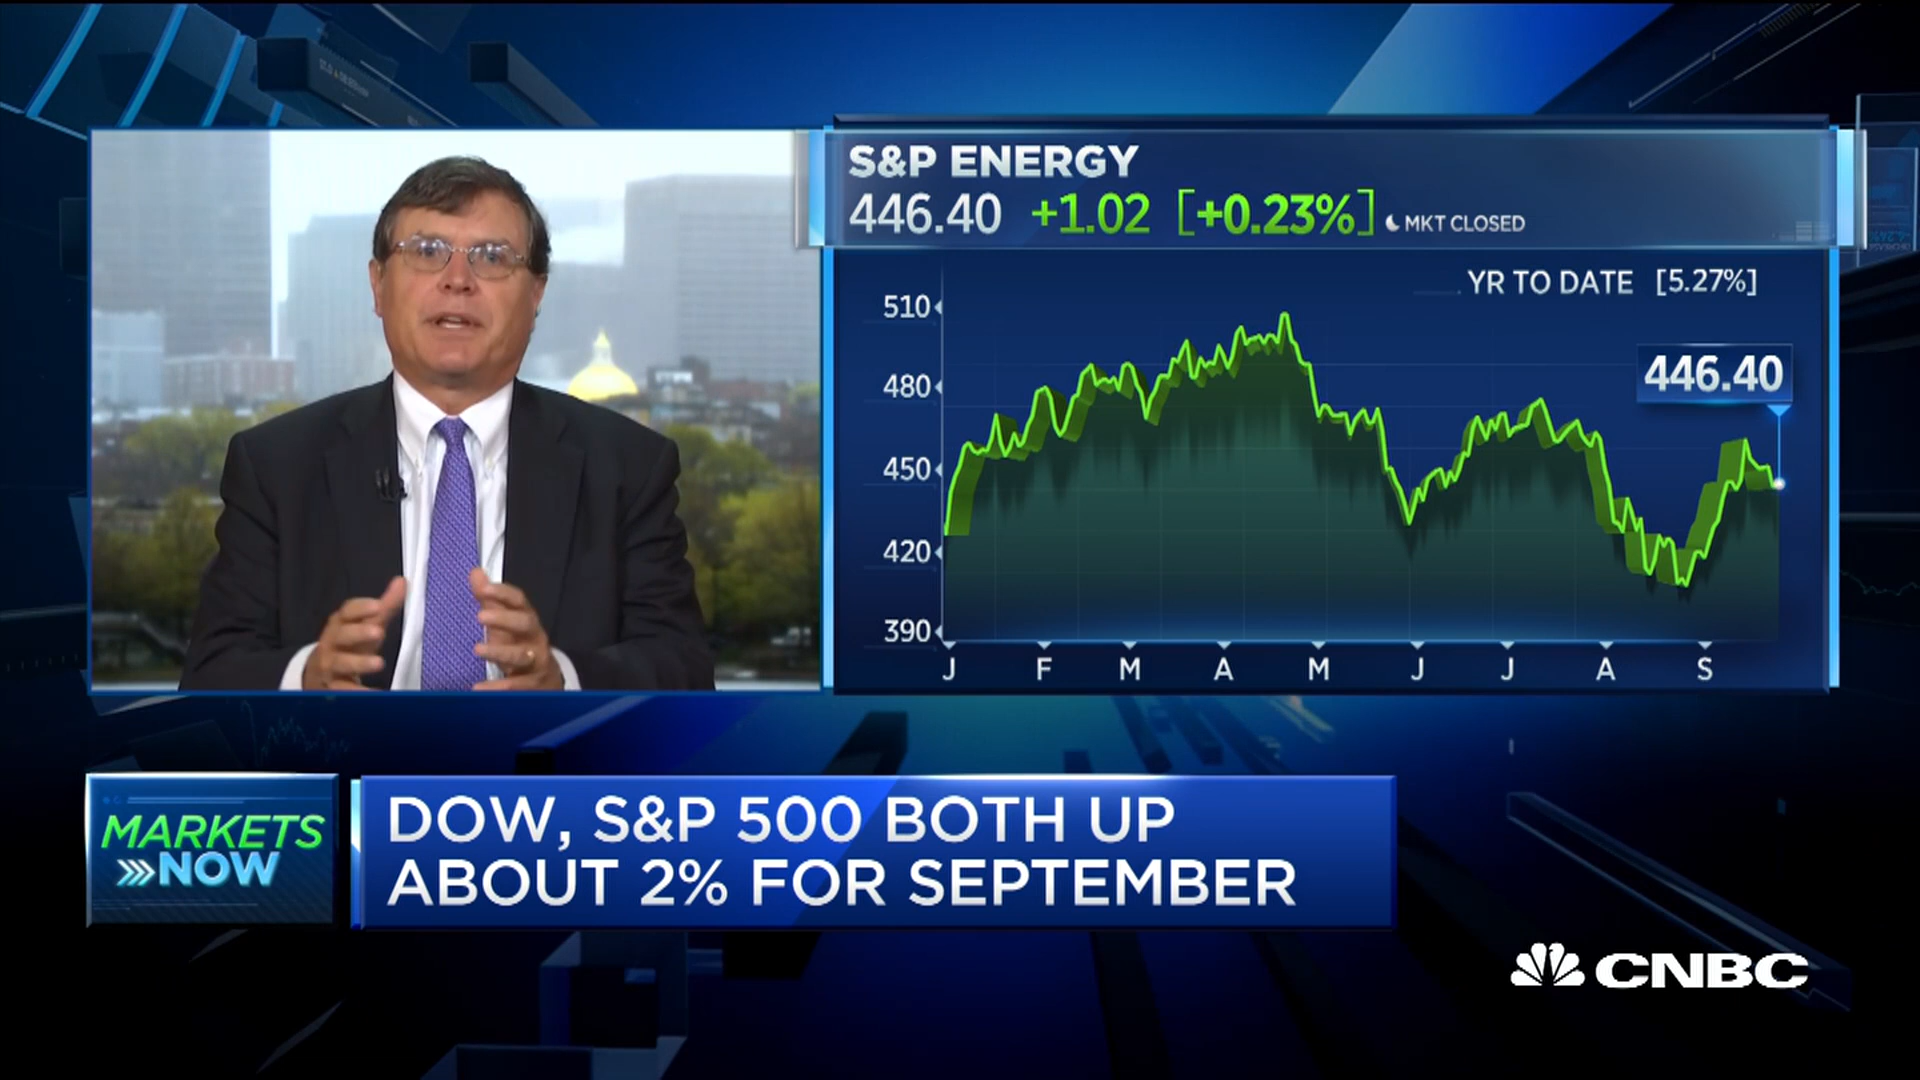 S&P ENERGY
446.40 +1.02 [+0.23%] MKT CLOSED
YR TO DATE [5.27%]
446.40
510
480
450
420
390
J F M A M J J A S
MARKETS
NOW
DOW, S&P 500 BOTH UP
ABOUT 2% FOR SEPTEMBER
CNBC